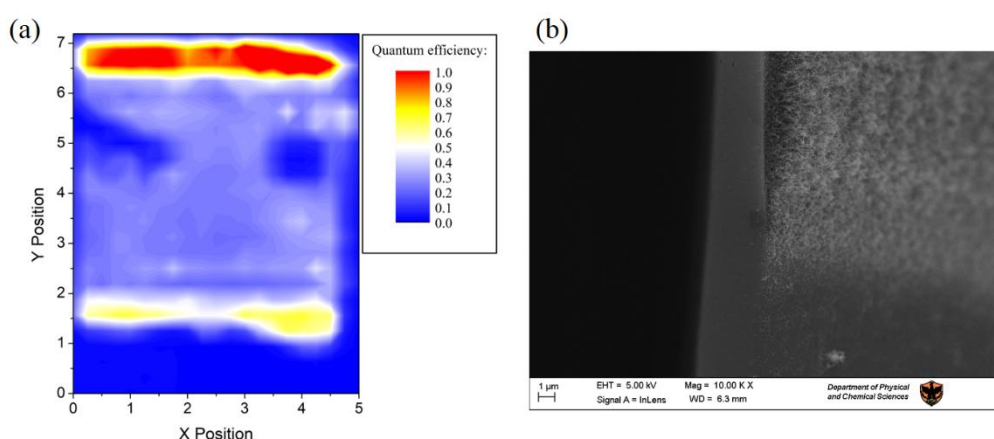 (a)
7
6
5
4
3
2
1
0
Y Position
0 1 2 3 4 5
X Position
Quantum efficiency:
1.0
0.9
0.8
0.7
0.6
0.5
0.4
0.3
0.2
0.1
0.0
(b)
1 µm
EHT = 5.00 kV Mag = 10.00 K X
Signal A = InLens WD = 6.3 mm
Department of Physical
and Chemical Sciences